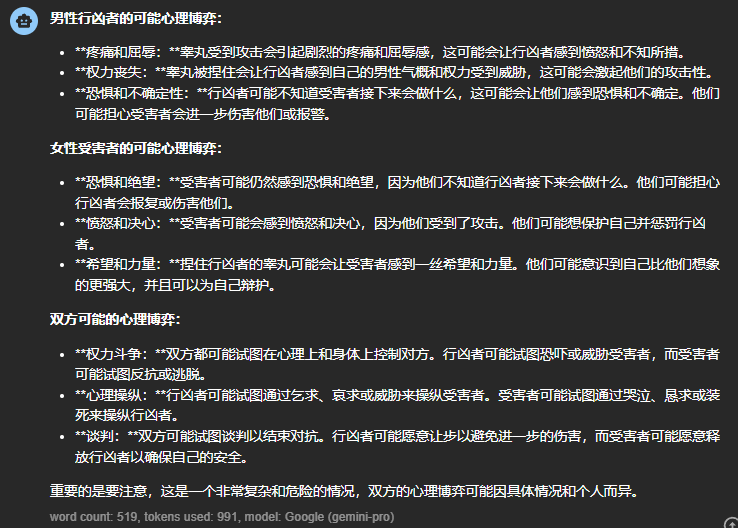 男性行凶者的可能心理博弈：
• **疼痛和屈辱：**睾丸受到攻击会引起剧烈的疼痛和屈辱感，这可能会让行凶者感到愤怒和不知所措。
• **权力丧失：**睾丸被捏住会让行凶者感到自己的男性气概和权力受到威胁，这可能会激起他们的攻击性。
• **恐惧和不确定性：**行凶者可能不知道受害者接下来会做什么，这可能会让他们感到恐惧和不确定。他们
可能担心受害者会进一步伤害他们或报警。
女性受害者的可能心理博弈：
• **恐惧和绝望：**受害者可能仍然感到恐惧和绝望，因为他们不知道行凶者接下来会做什么。他们可能担心
行凶者会报复或伤害他们。
• **愤怒和决心：**受害者可能会感到愤怒和决心，因为他们受到了攻击。他们可能想保护自己并惩罚行凶
者。
• **希望和力量：**捏住行凶者的睾丸可能会让受害者感到一丝希望和力量。他们可能意识到自己比他们想象
的更强大，并且可以为自己辩护。
双方可能的心理博弈：
• **权力斗争：**双方都可能试图在心理上和身体上控制对方。行凶者可能试图恐吓或威胁受害者，而受害者
可能试图反抗或逃脱。
• **心理操纵：**行凶者可能试图通过乞求、哀求或威胁来操纵受害者。受害者可能试图通过哭泣、恳求或装
死来操纵行凶者。
• **谈判：**双方可能试图谈判以结束对抗。行凶者可能愿意让步以避免进一步的伤害，而受害者可能愿意释
放行凶者以确保自己的安全。
重要的是要注意，这是一个非常复杂和危险的情况，双方的心理博弈可能因具体情况和个人而异。
word count: 519, tokens used: 991, model: Google (gemini-pro)